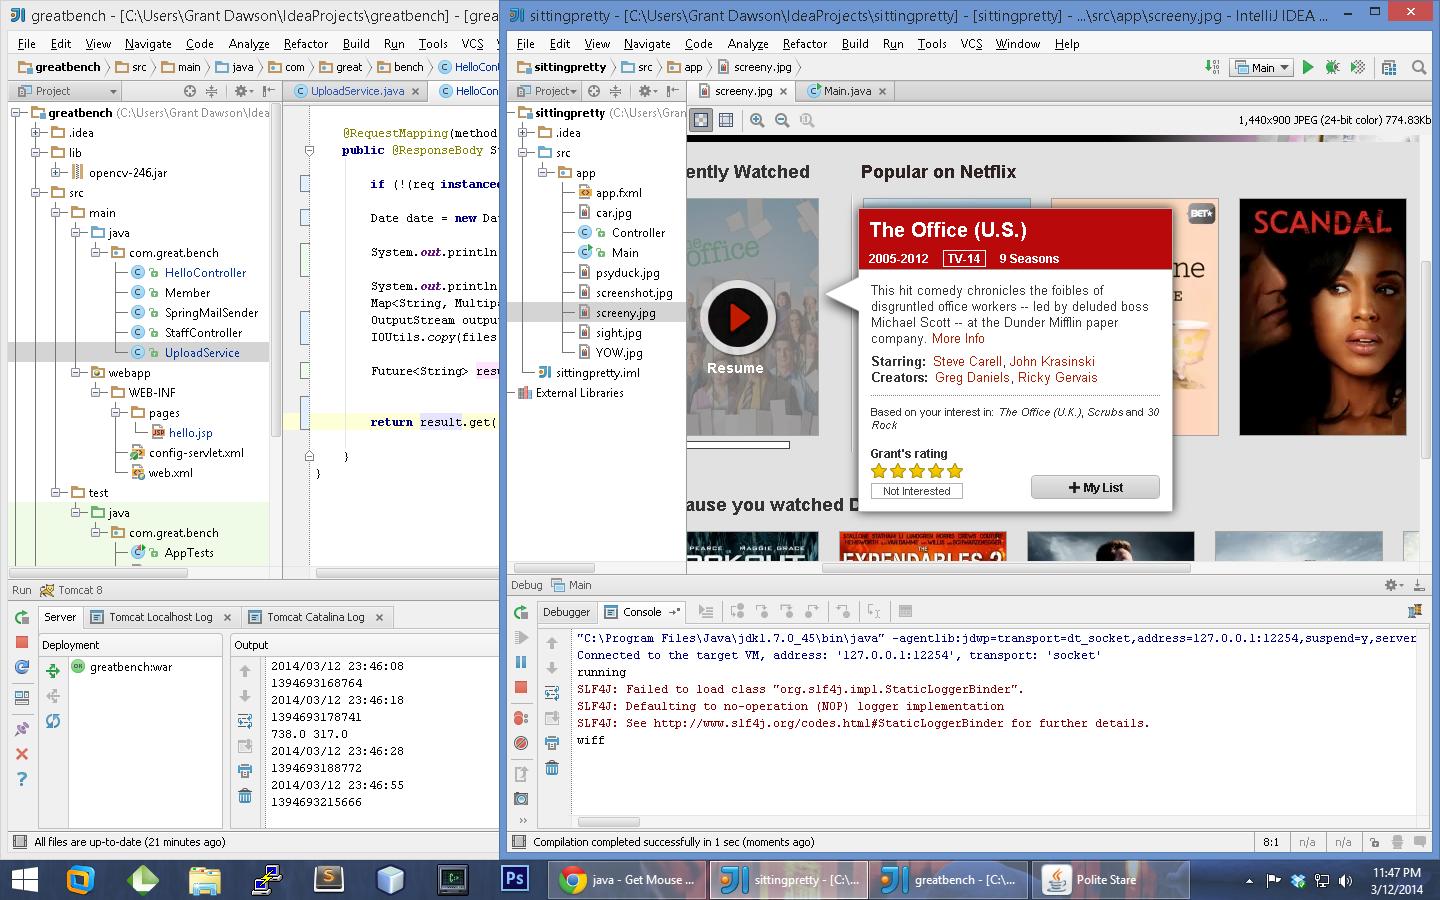 greatbench - [C:\Users\Grant Dawson\IdeaProjects\greatbench] - [grea
File Edit View Navigate Code Analyze Refactor Build Run Tools VCS
greatbench src main java com great bench HelloCont
Project
UploadService.java HelloCon
greatbench (C:\Users\Grant Dawson\Idea
.idea
lib
opencv-246.jar
src
main
java
com.great.bench
HelloController
Member
SpringMailSender
StaffController
UploadService
webapp
WEB-INF
pages
hello.jsp
config-servlet.xml
web.xml
test
java
com.great.bench
AppTests
@RequestMapping(method
public @ResponseBody S
if (!(req instanced
Date date = new Dat
System.out.println
System.out.println
Map<String, Multipa
OutputStream output
IOUtils.copy(files
Future<String> resu
return result.get(
}
}
Run Tomcat 8
Server Tomcat Localhost Log Tomcat Catalina Log
Deployment
greatbench:war
Output
2014/03/12 23:46:08
1394693168764
2014/03/12 23:46:18
1394693178741
738.0 317.0
2014/03/12 23:46:28
1394693188772
2014/03/12 23:46:55
1394693215666
All files are up-to-date (21 minutes ago)
sittingpretty - [C:\Users\Grant Dawson\IdeaProjects\sittingpretty] - [sittingpretty] - ...\src\app\screeny.jpg - IntelliJ IDEA ...
File Edit View Navigate Code Analyze Refactor Build Run Tools VCS Window Help
sittingpretty src app screeny.jpg
Main
Project
screeny.jpg Main.java
1,440x900 JPEG (24-bit color) 774.83Kb
sittingpretty (C:\Users\Gran
.idea
src
app
app.fxml
car.jpg
Controller
Main
psyduck.jpg
screenshot.jpg
screeny.jpg
sight.jpg
YOW.jpg
sittingpretty.iml
External Libraries
ently Watched
Popular on Netflix
the office
Resume
BET
SCANDAL
The Office (U.S.)
2005-2012 TV-14 9 Seasons
This hit comedy chronicles the foibles of
disgruntled office workers -- led by deluded boss
Michael Scott -- at the Dunder Mifflin paper
company. More Info
Starring: Steve Carell, John Krasinski
Creators: Greg Daniels, Ricky Gervais
Based on your interest in: The Office (U.K.), Scrubs and 30
Rock
Grant's rating
Not Interested
+ My List
ause you watched D
PEARCE • MAGGIE GRACE
THE
EXPENDABLES 2
Debug Main
Debugger Console
"C:\Program Files\Java\jdk1.7.0_45\bin\java" -agentlib:jdwp=transport=dt_socket,address=127.0.0.1:12254,suspend=y,server
Connected to the target VM, address: '127.0.0.1:12254', transport: 'socket'
running
SLF4J: Failed to load class "org.slf4j.impl.StaticLoggerBinder".
SLF4J: Defaulting to no-operation (NOP) logger implementation
SLF4J: See http://www.slf4j.org/codes.html#StaticLoggerBinder for further details.
wiff
Compilation completed successfully in 1 sec (moments ago)
8:1 n/a n/a
Ps
java - Get Mouse ...
sittingpretty - [C:\...
greatbench - [C:\...
Polite Stare
11:47 PM
3/12/2014